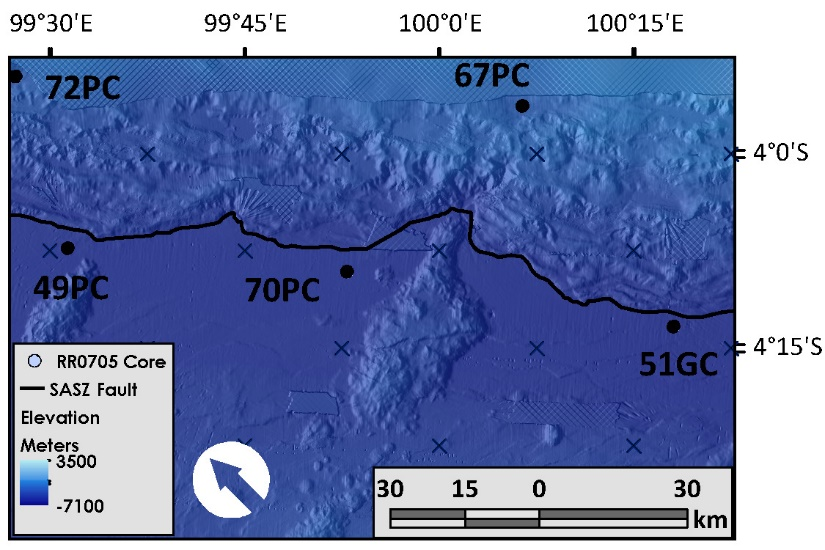 99°30'E 99°45'E 100°0'E 100°15'E
72PC
67PC
4°0'S
49PC
70PC
4°15'S
51GC
RR0705 Core
SASZ Fault
Elevation
Meters
3500
-7100
30 15 0 30
km